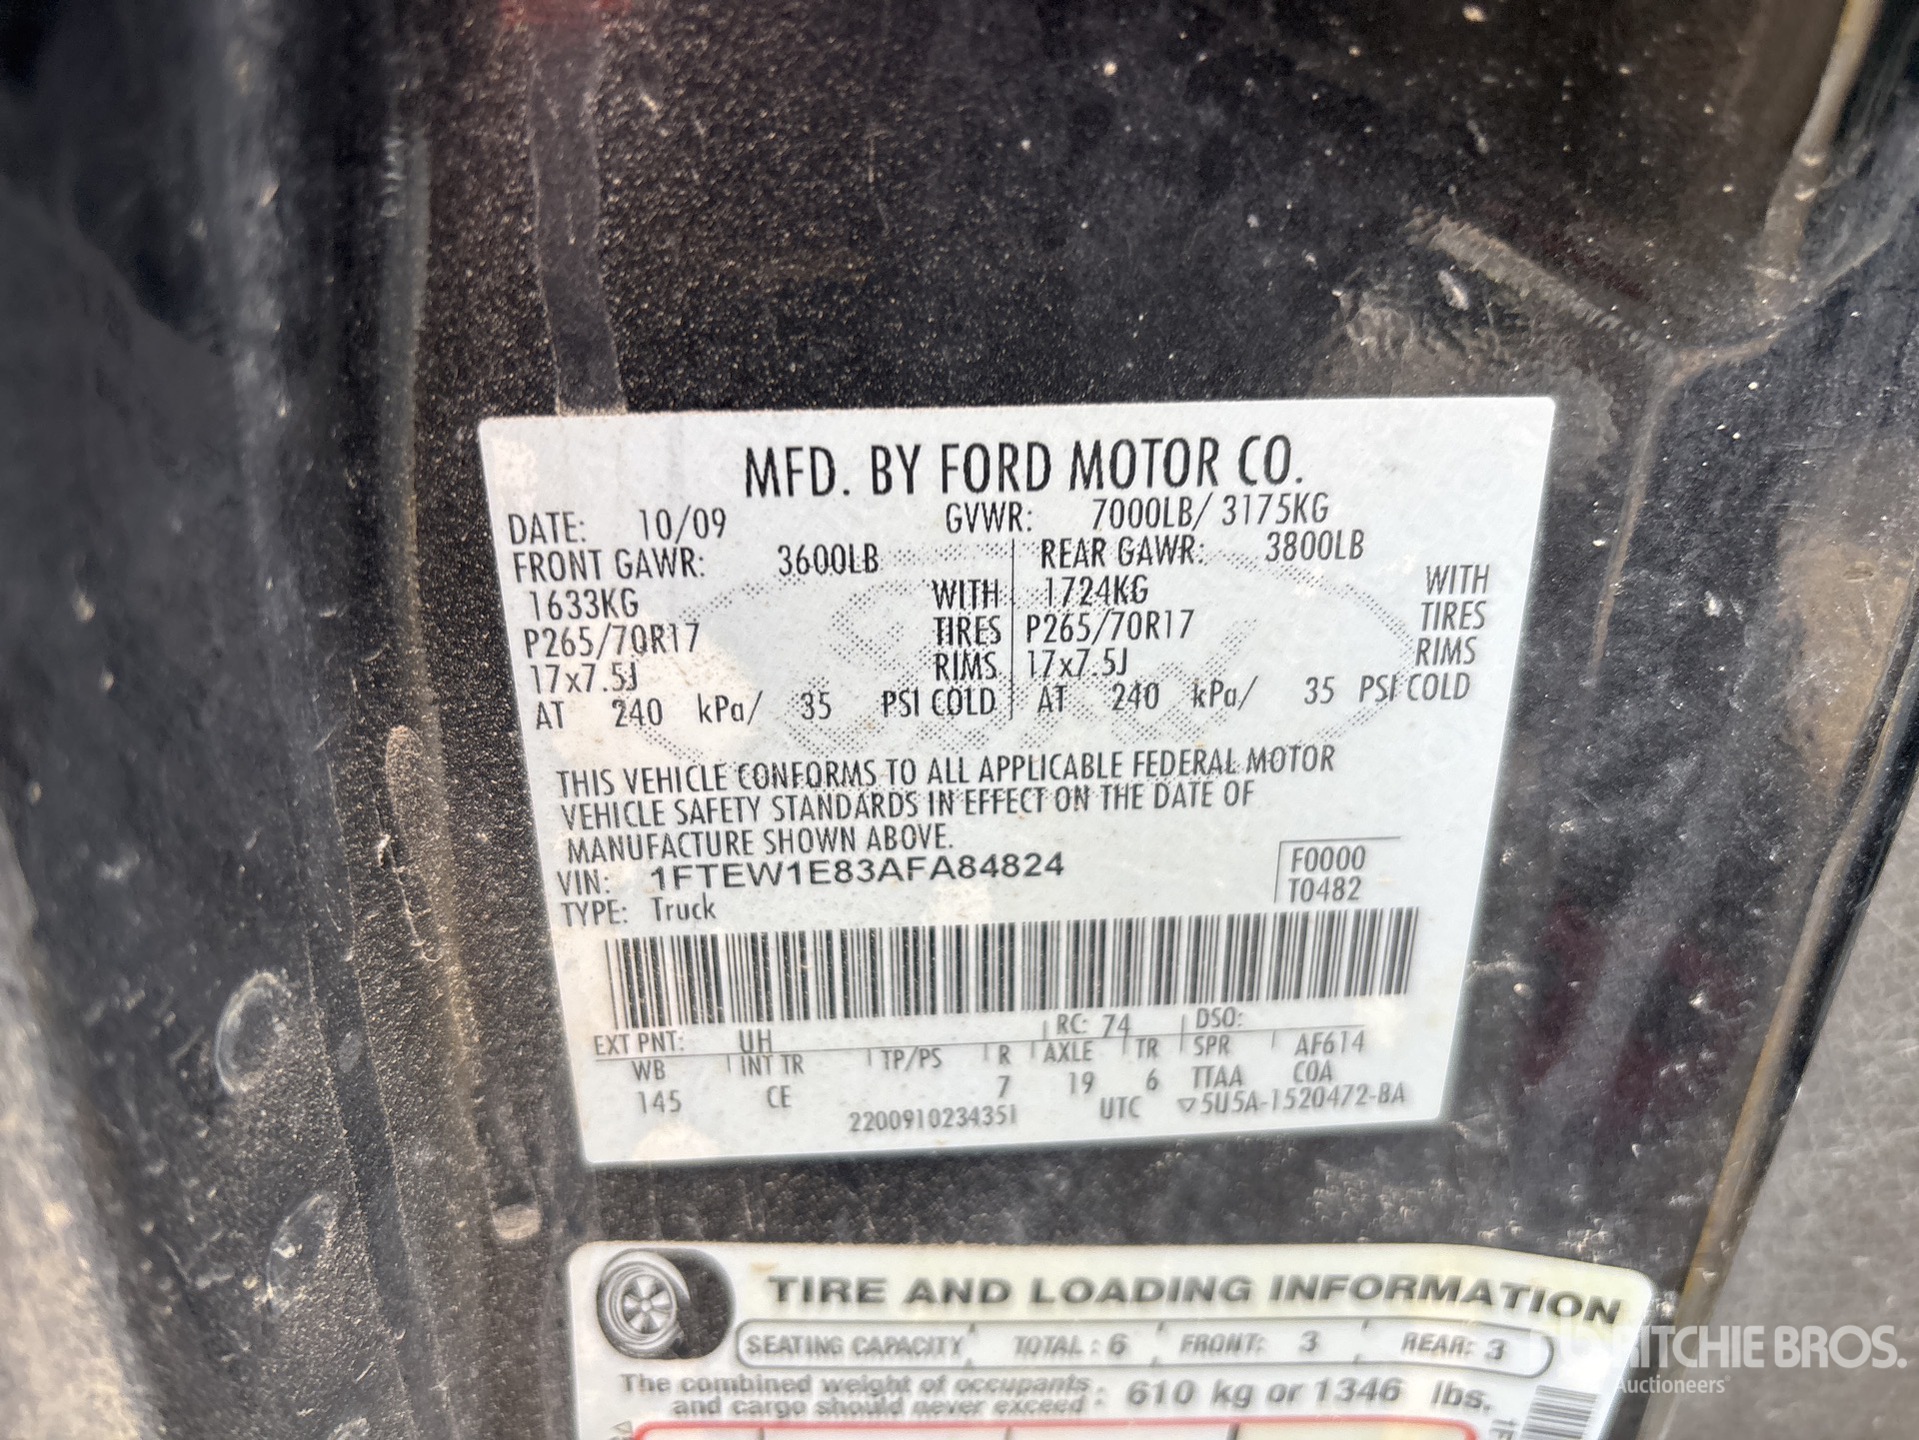 MFD. BY FORD MOTOR CO.
DATE: 10/09 GVWR: 7000LB/ 3175KG
FRONT GAWR: 3600LB REAR GAWR: 3800LB
1633KG WITH 1724KG WITH
P265/70R17 TIRES P265/70R17 TIRES
17x7.5J RIMS 17x7.5J RIMS
AT 240 kPa/ 35 PSI COLD AT 240 kPa/ 35 PSI COLD
THIS VEHICLE CONFORMS TO ALL APPLICABLE FEDERAL MOTOR
VEHICLE SAFETY STANDARDS IN EFFECT ON THE DATE OF
MANUFACTURE SHOWN ABOVE.
VIN: 1FTEW1E83AFA84824 F0000
TYPE: Truck T0482
EXT PNT: UH RC: 74 DSO:
WB INT TR TP/PS R AXLE TR SPR AF614
145 CE 7 19 6 TTAA COA
2200910234351 UTC ▽5U5A-1520472-BA
TIRE AND LOADING INFORMATION
SEATING CAPACITY TOTAL: 6 FRONT: 3 REAR: 3
The combined weight of occupants
and cargo should never exceed : 610 kg or 1346 lbs.
RITCHIE BROS.
Auctioneers